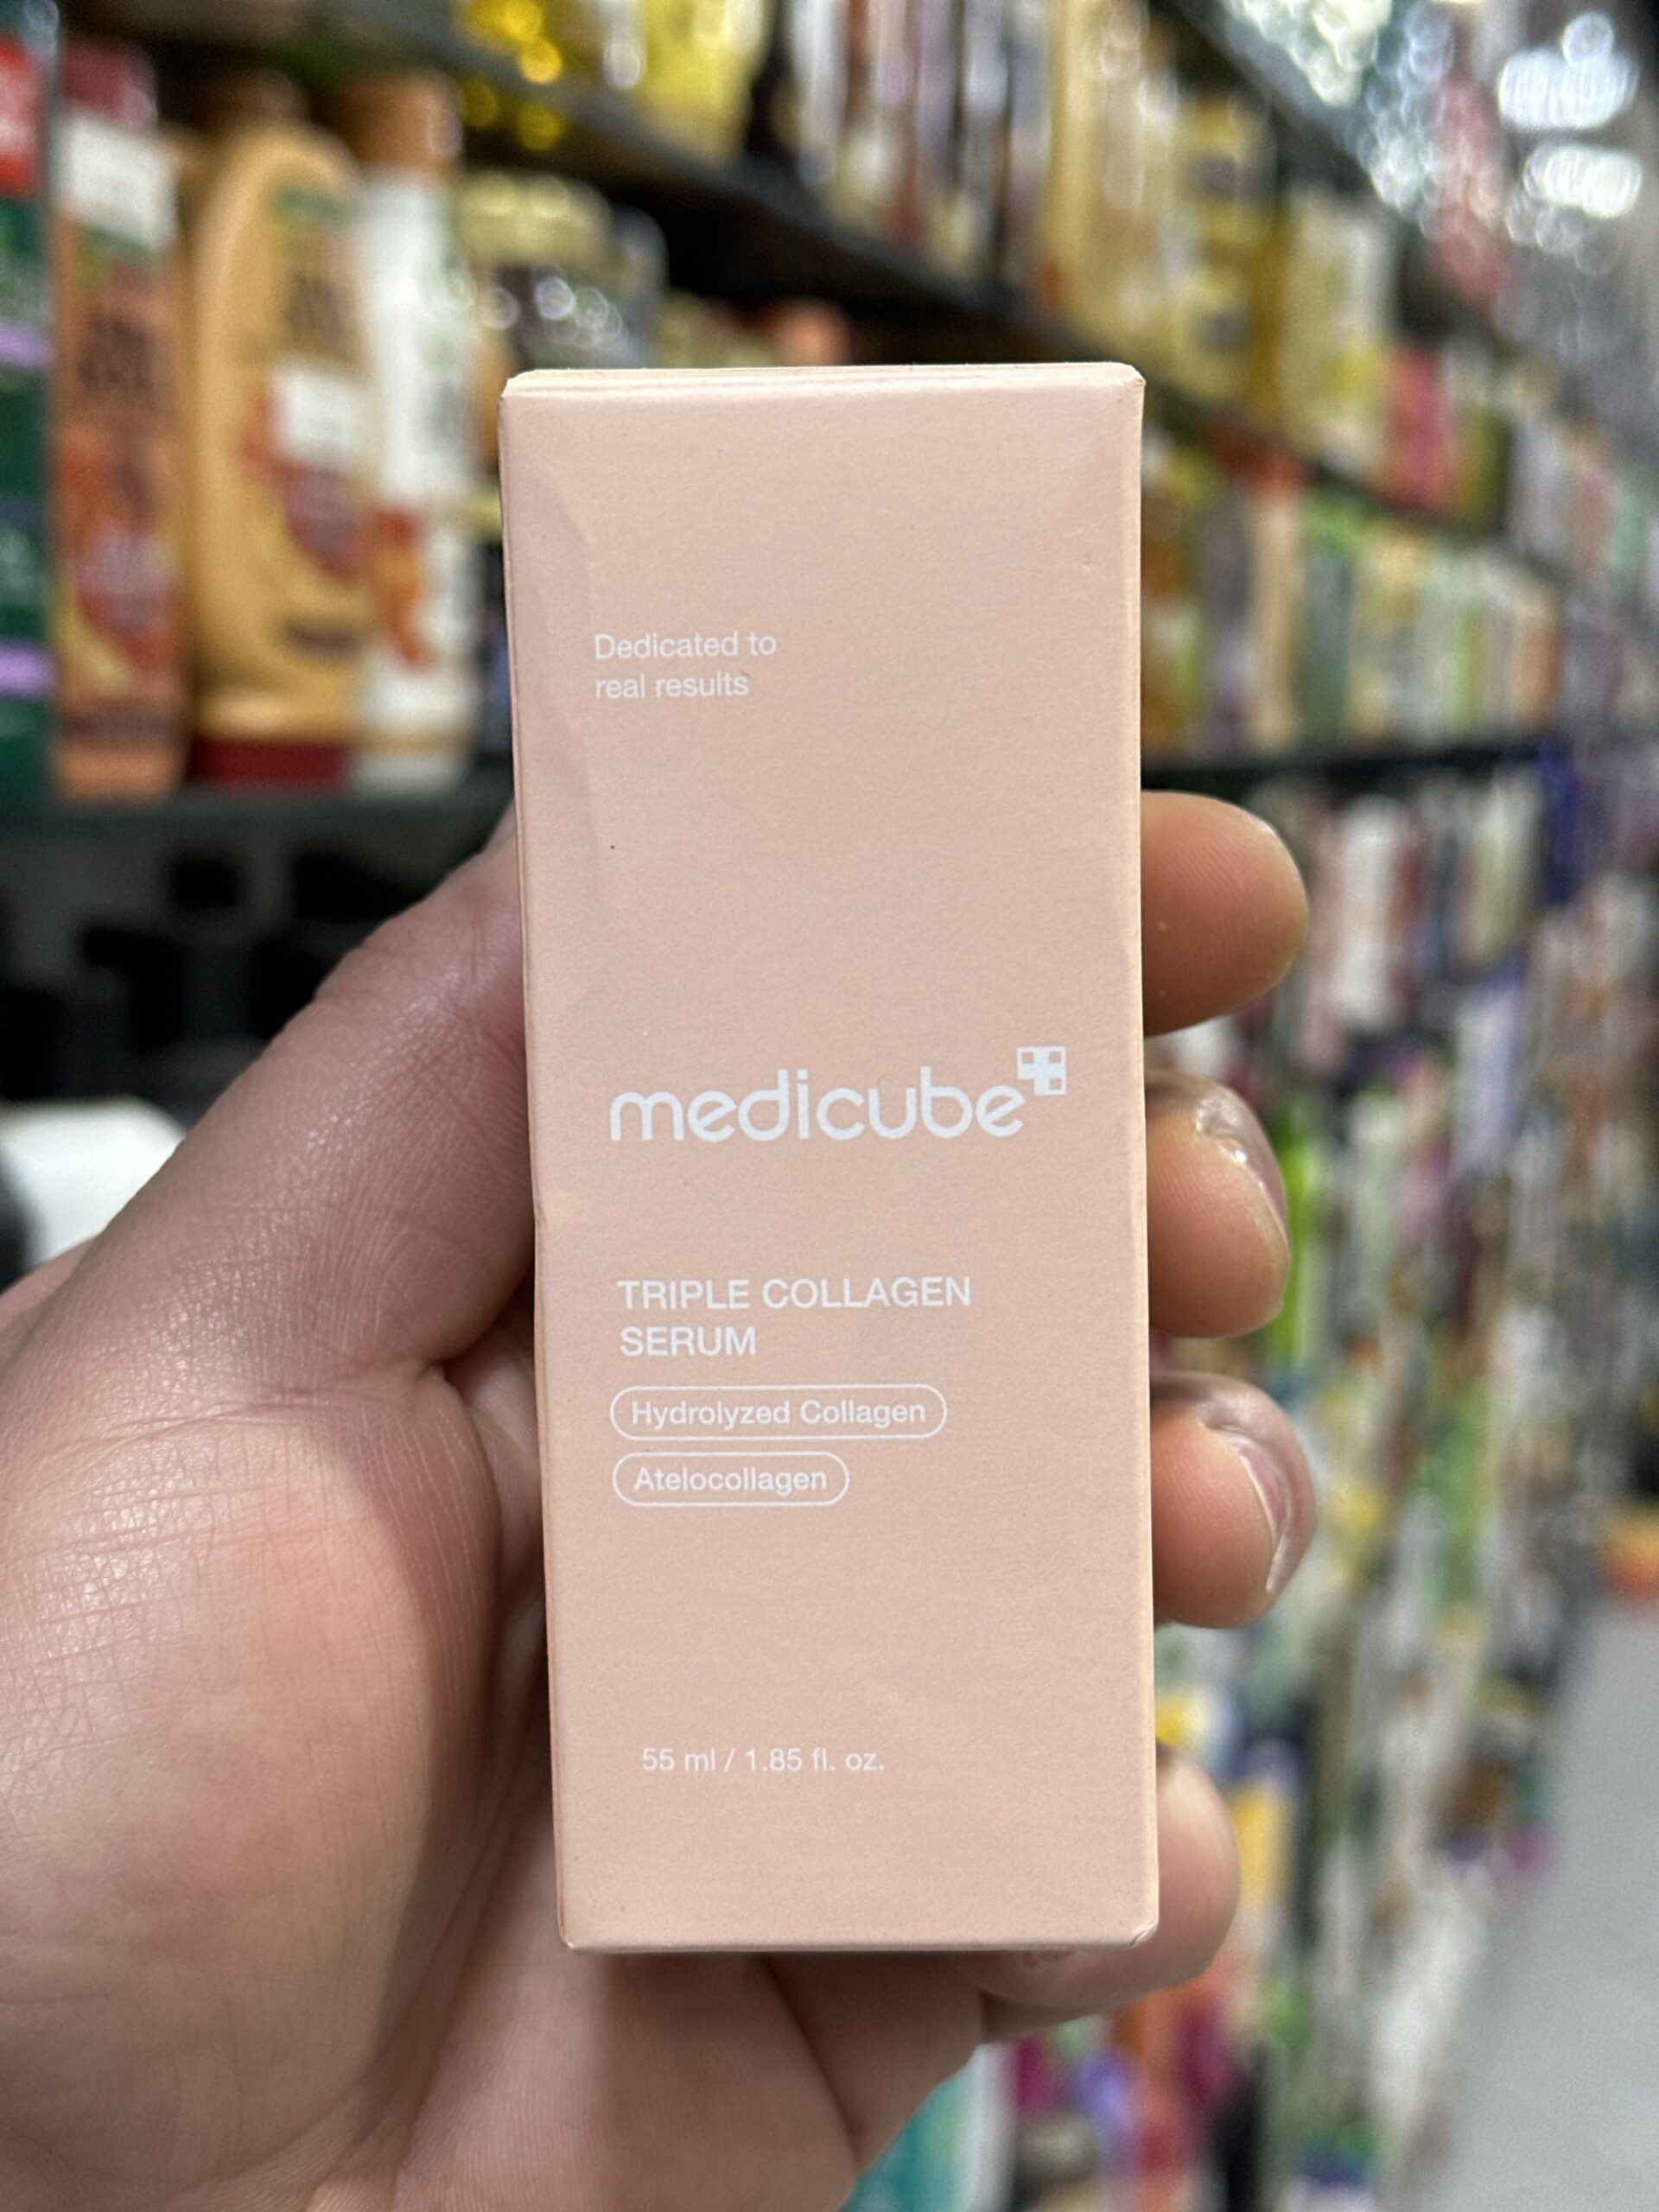 Dedicated to
real results
medicube
TRIPLE COLLAGEN
SERUM
Hydrolyzed Collagen
Atelocollagen
55 ml / 1.85 fl. oz.